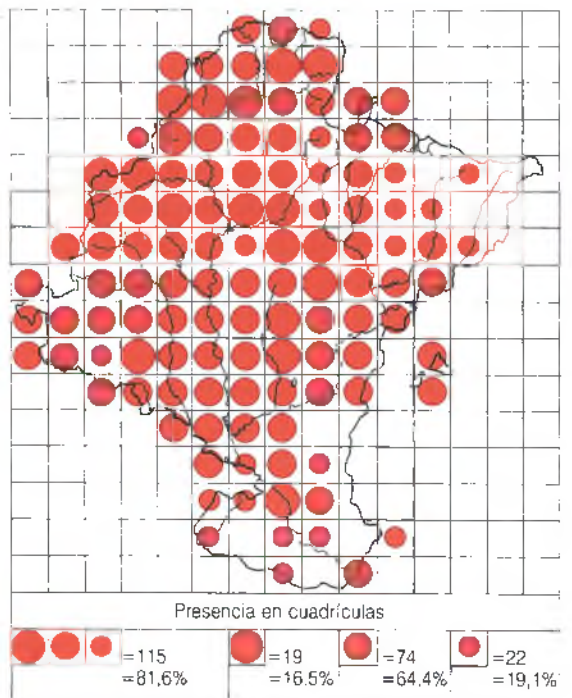 Presencia en cuadrículas
=115 =19 =74 =22
=81,6% =16.5% =64,4% =19,1%